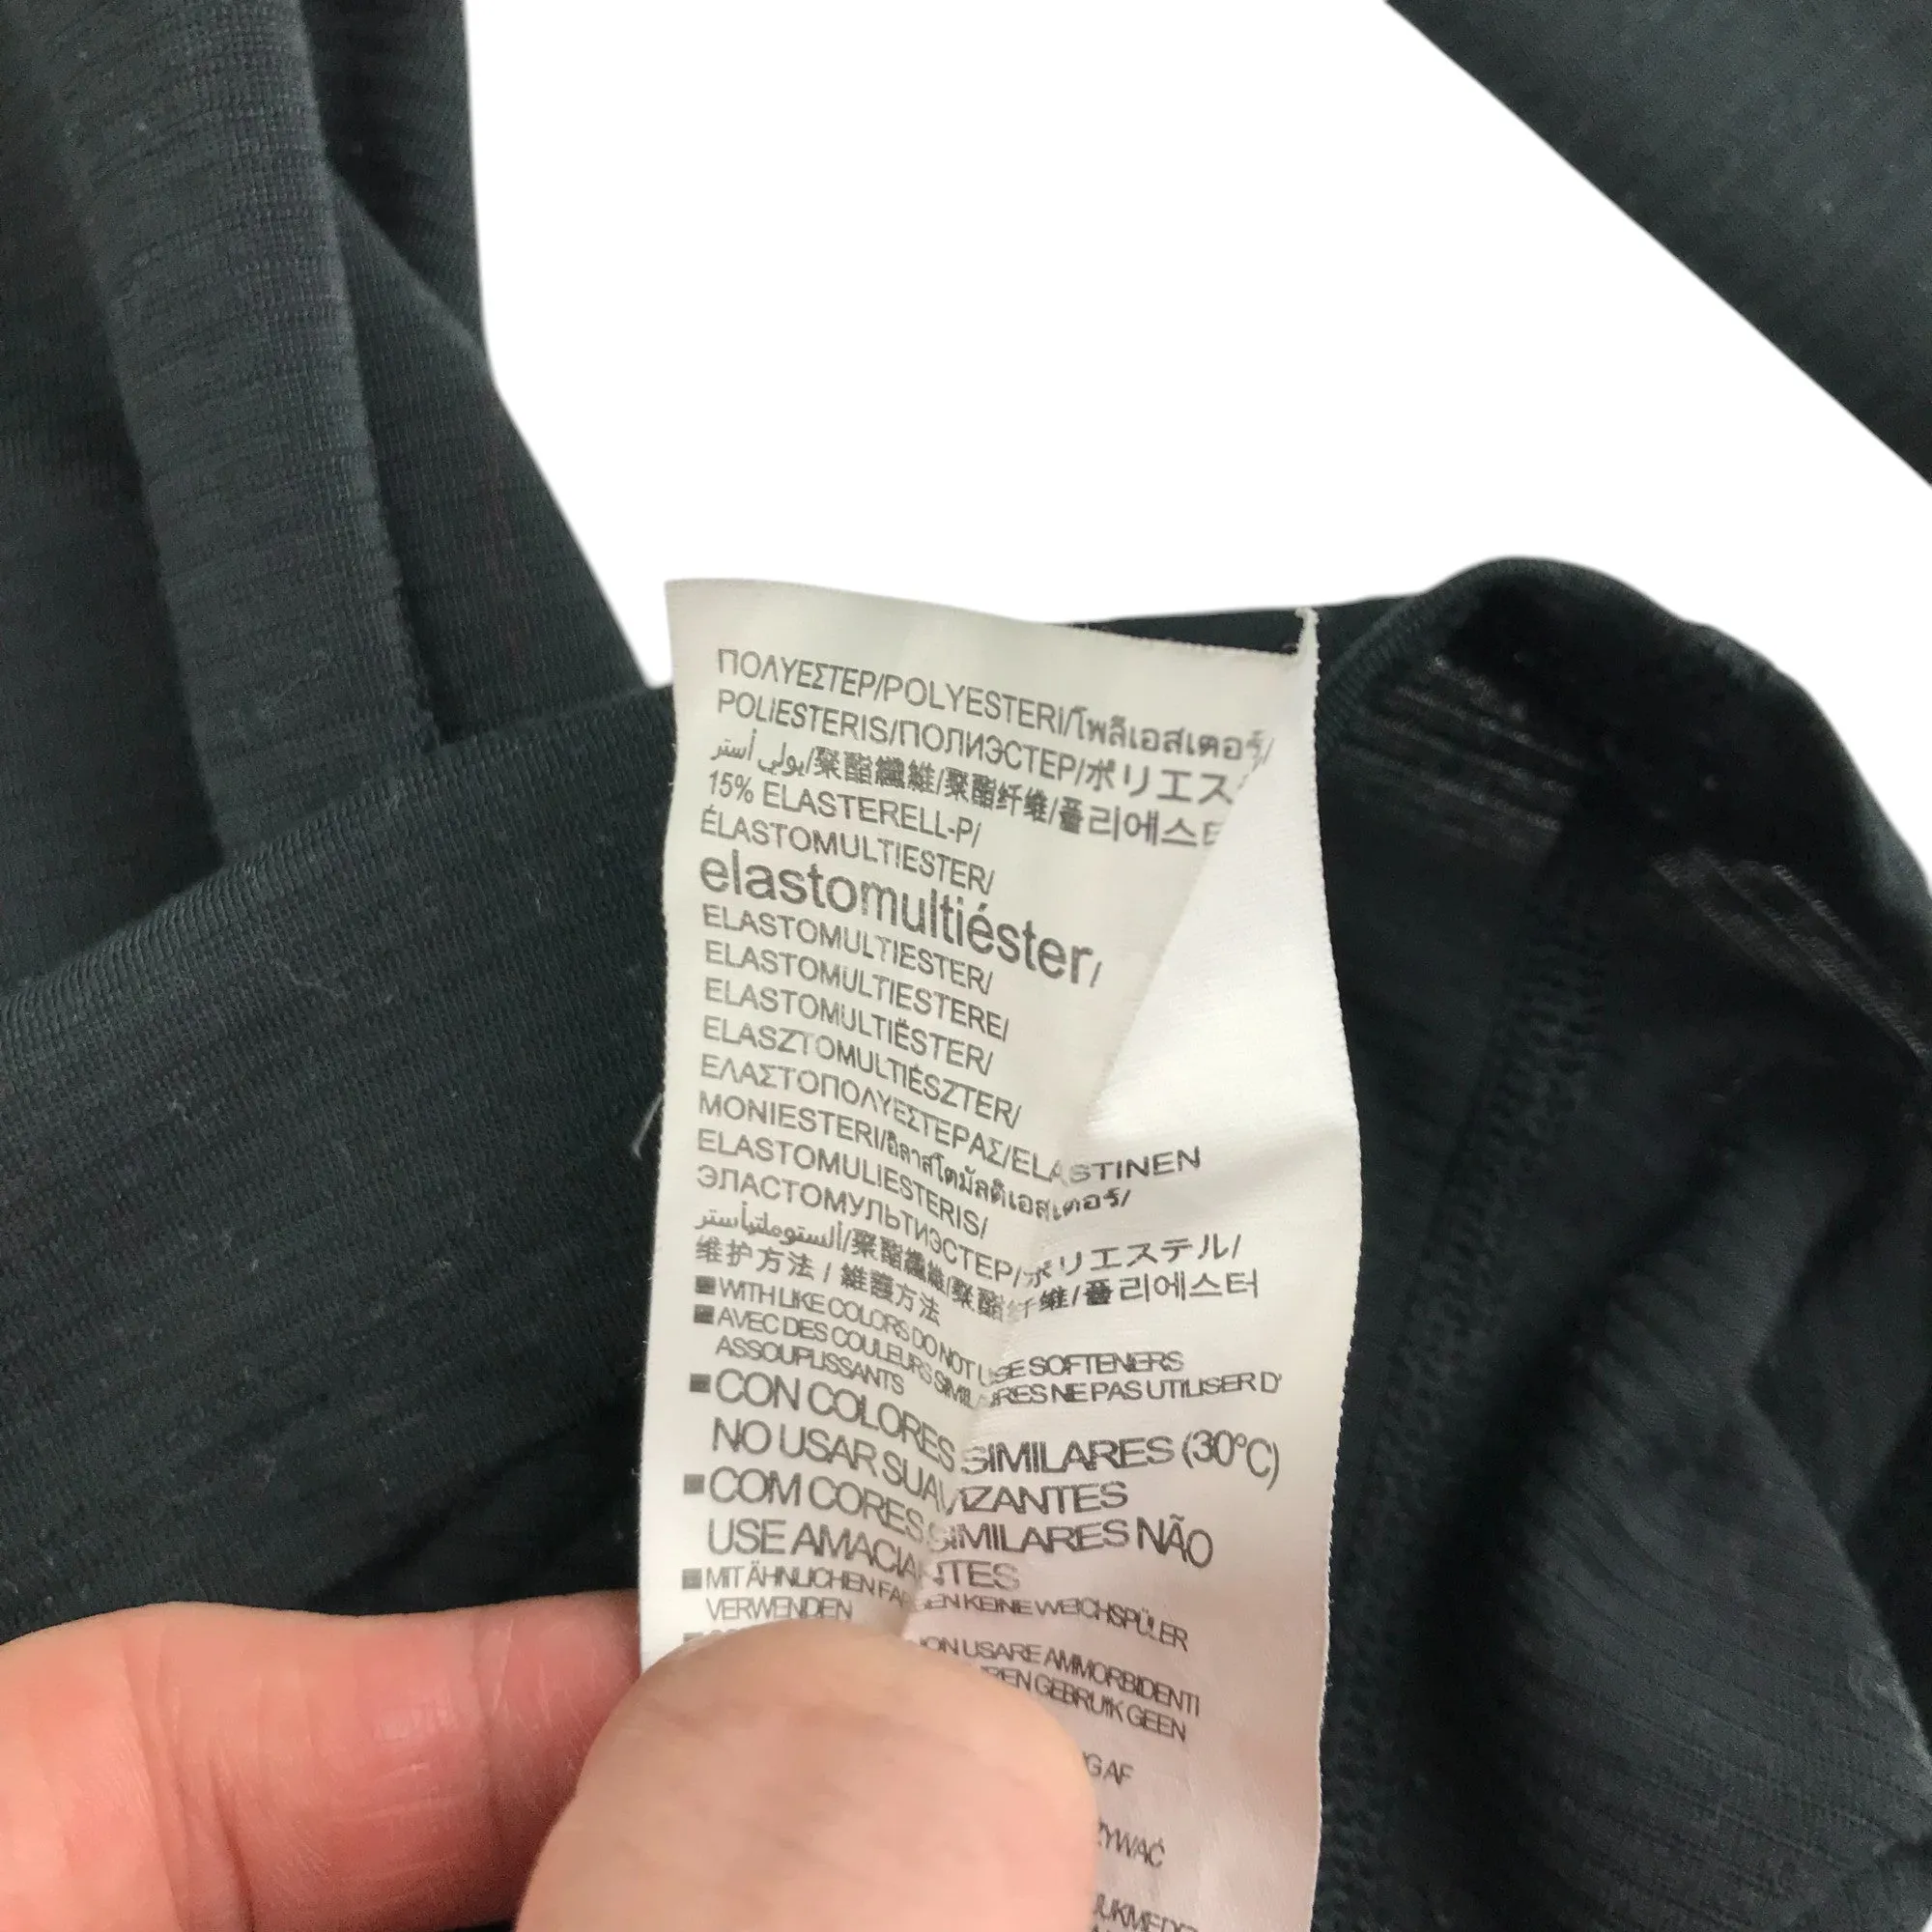 ΠΟΛΥΕΣΤΕΡ/POLYESTERI/โพลีเอสเตอร์/
POLIESTERIS/ПОЛИЭСТЕР/ポリエス
بولي أستر/聚酯纖維/聚酯纤维/폴리에스터
15% ELASTERELL-P/
ÉLASTOMULTIESTER/
elastomultiéster/
ELASTOMULTIESTER/
ELASTOMULTIESTERE/
ELASTOMULTIËSTER/
ELASZTOMULTIÉSZTER/
ΕΛΑΣΤΟΠΟΛΥΕΣΤΕΡΑΣ/ELASTINEN
MONIESTERI/อีลาสโตมัลติเอสเตอร์/
ELASTOMULIESTERIS/
ЭЛАСТОМУЛЬТИЭСТЕР/ポリエステル/
ألستوملتيأستر/聚酯纖維/聚酯纤维/폴리에스터
维护方法 / 維護方法
■ WITH LIKE COLORS DO NOT USE SOFTENERS
■ AVEC DES COULEURS SIMILAIRES NE PAS UTILISER D'
ASSOUPLISSANTS
■ CON COLORES SIMILARES (30°C)
NO USAR SUAVIZANTES
■ COM CORES SIMILARES NÃO
USE AMACIANTES
■ MIT ÄHNLICHEN FARBEN KEINE WEICHSPÜLER
VERWENDEN
NON USARE AMMORBIDENTI
GEBRUIK GEEN
AF